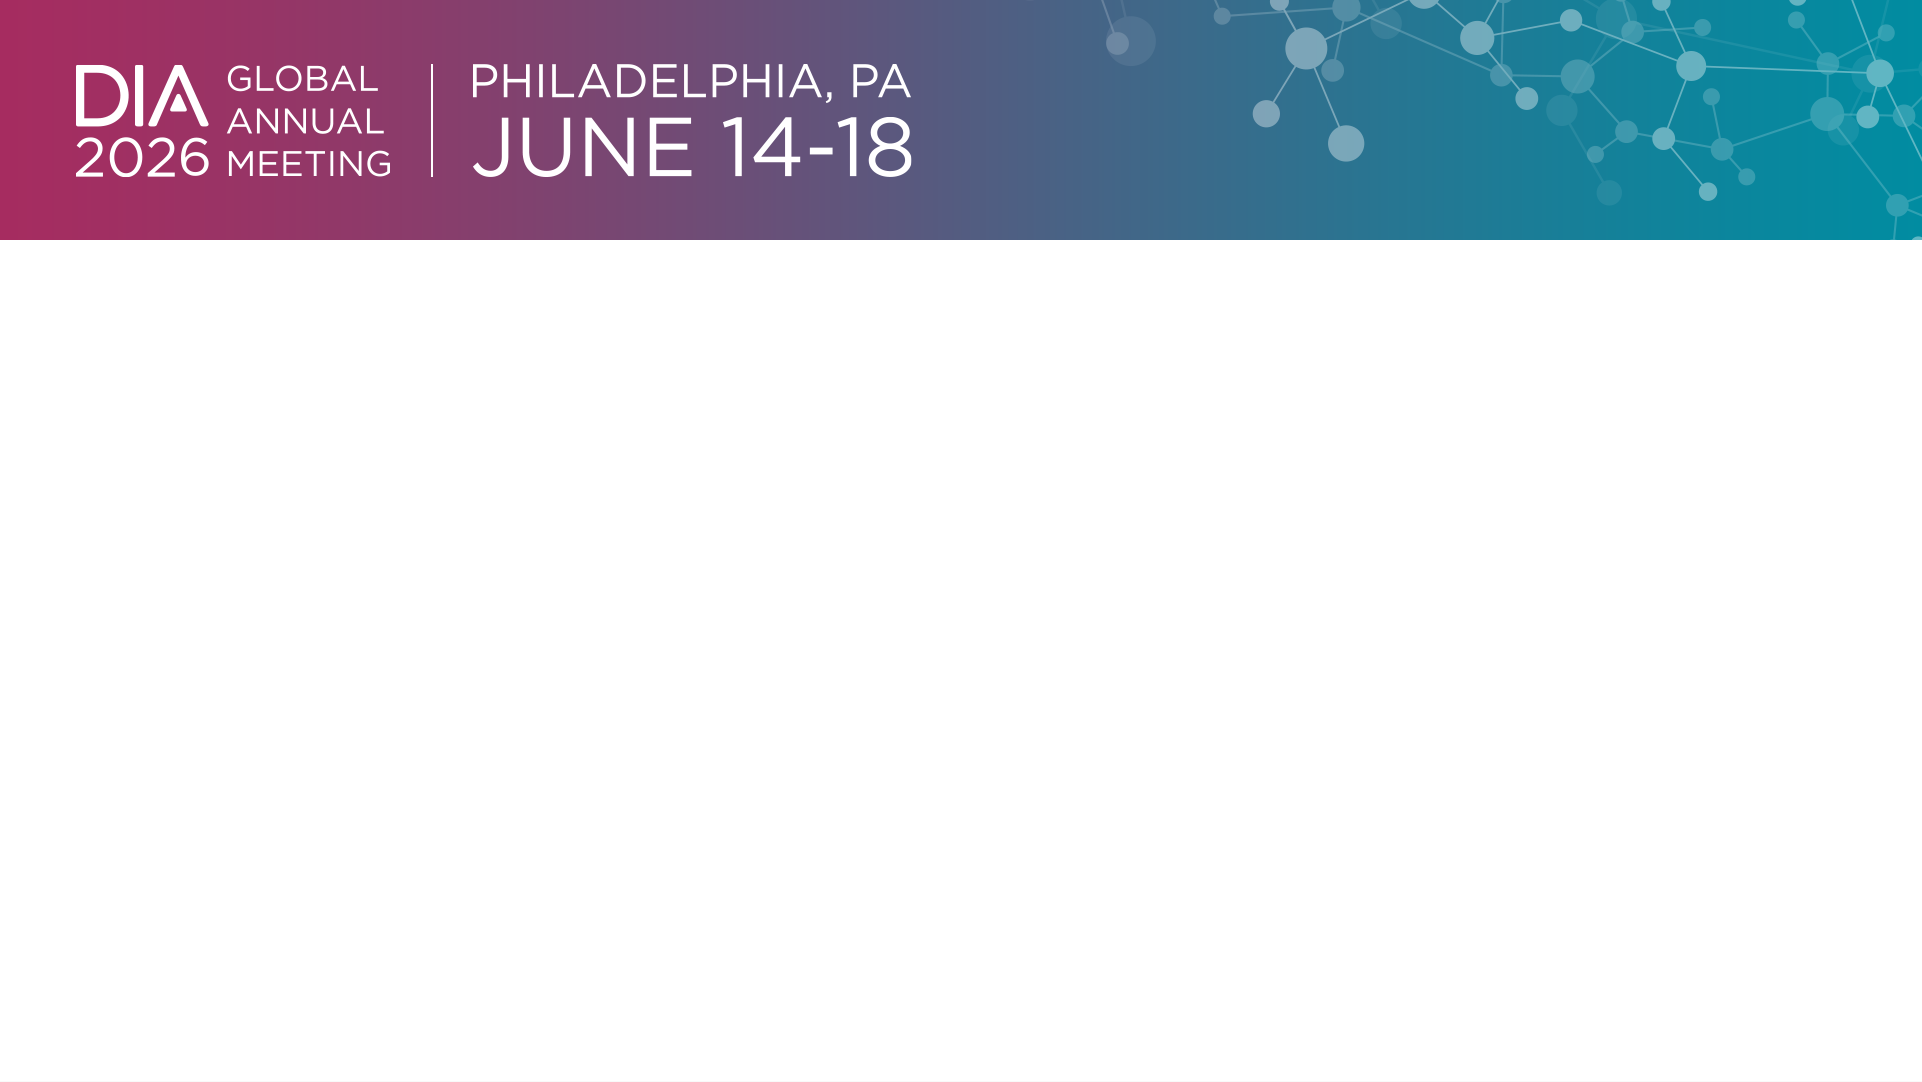 DIA
2026
GLOBAL
ANNUAL
MEETING
PHILADELPHIA, PA
JUNE 14-18